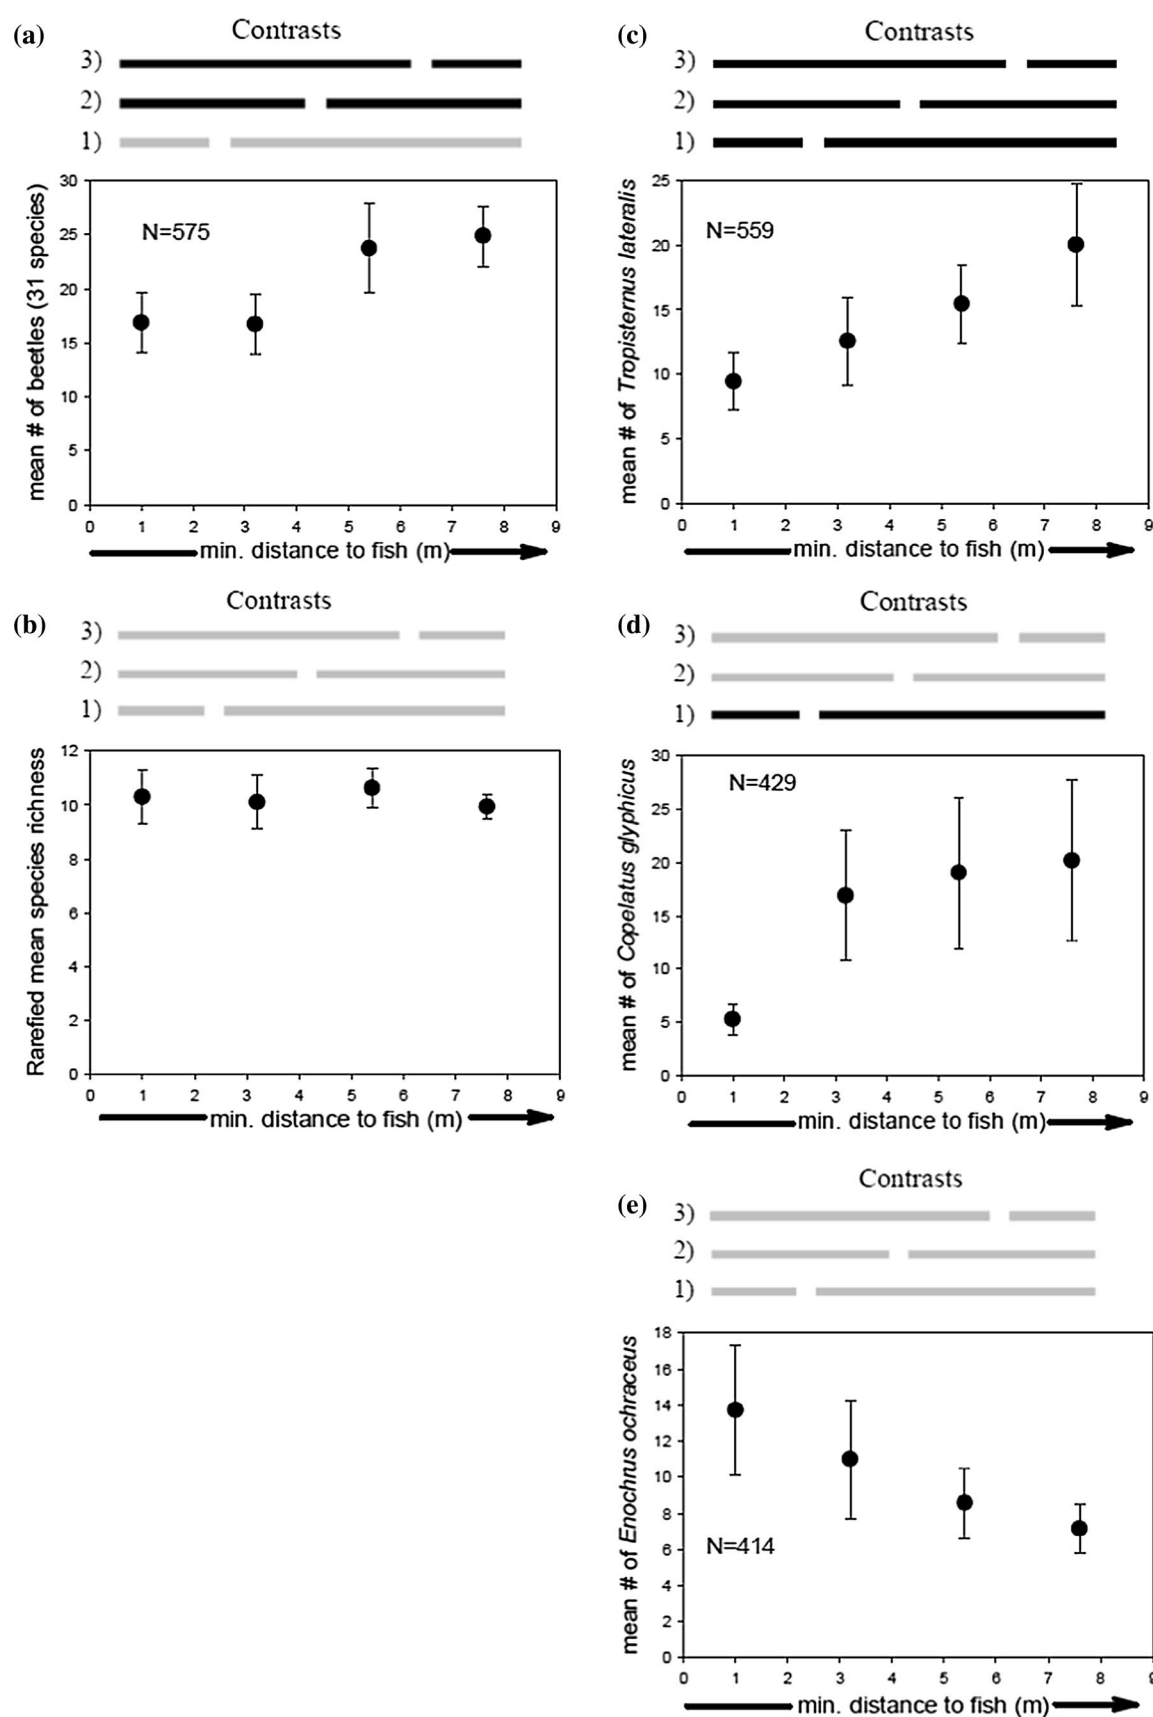 (a)
Contrasts
3)
2)
1)
mean # of beetles (31 species)
30
25
20
15
10
5
0
N=575
0 1 2 3 4 5 6 7 8 9
min. distance to fish (m)
(b)
Contrasts
3)
2)
1)
Rarefied mean species richness
12
10
8
6
4
2
0
0 1 2 3 4 5 6 7 8 9
min. distance to fish (m)
(c)
Contrasts
3)
2)
1)
mean # of Tropisternus lateralis
25
20
15
10
5
0
N=559
0 1 2 3 4 5 6 7 8 9
min. distance to fish (m)
(d)
Contrasts
3)
2)
1)
mean # of Copelatus glyphicus
30
25
20
15
10
5
0
N=429
0 1 2 3 4 5 6 7 8 9
min. distance to fish (m)
(e)
Contrasts
3)
2)
1)
mean # of Enochrus ochraceus
18
16
14
12
10
8
6
4
2
0
N=414
0 1 2 3 4 5 6 7 8 9
min. distance to fish (m)